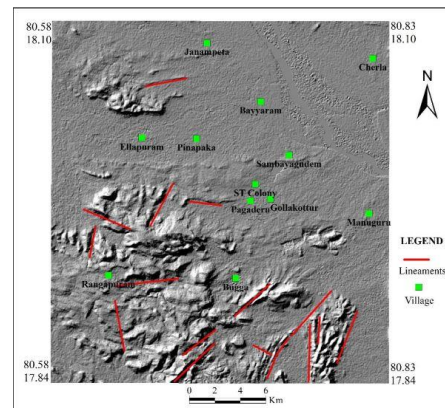 80.58 80.83
18.10 18.10
Janampeta
Cherla
N
Bayyaram
Ellapuram Pinapaka
Sambayagudem
ST Colony
Pagaderu Gollakottur
Manuguru
LEGEND
Lineaments
Village
Rangapuram
Bugga
80.58 80.83
17.84 17.84
0 2 4 6
Km